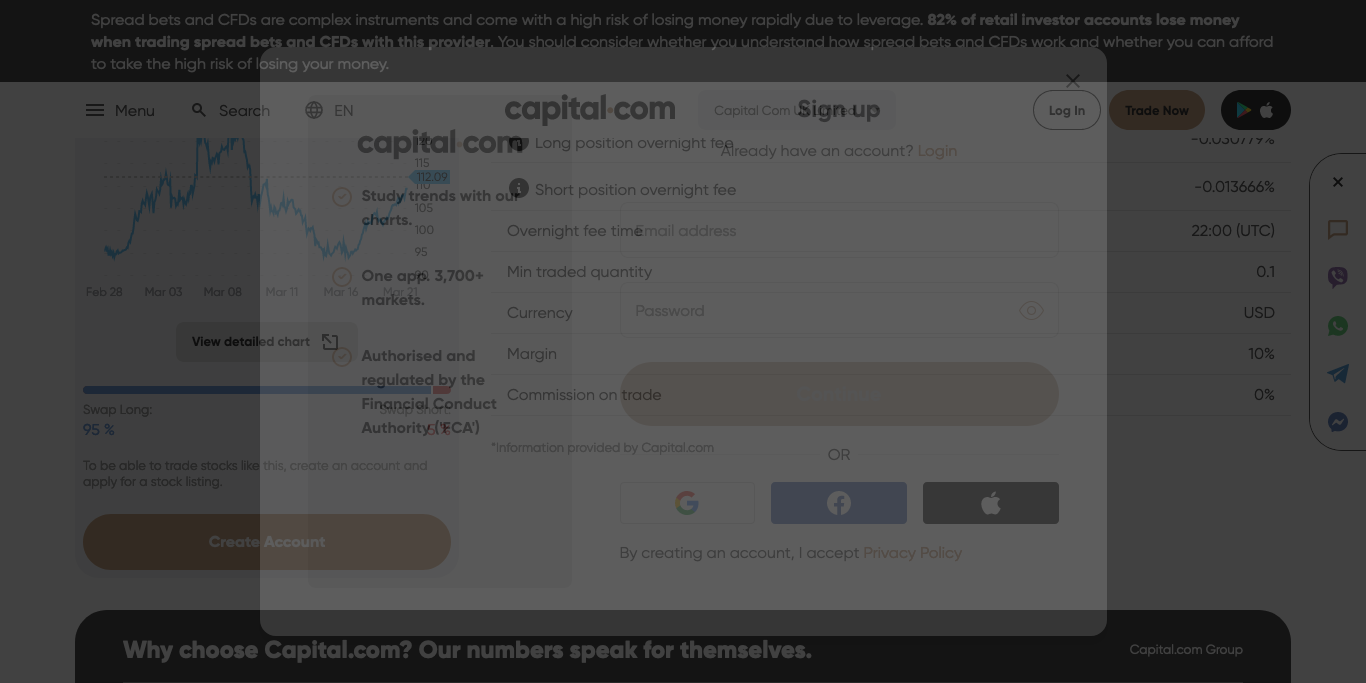 Spread bets and CFDs are complex instruments and come with a high risk of losing money rapidly due to leverage. 82% of retail investor accounts lose money
when trading spread bets and CFDs with this provider. You should consider whether you understand how spread bets and CFDs work and whether you can afford
to take the high risk of losing your money.
Menu
Search
EN
capital.com
Capital Com
Log In
Trade Now
115
112.09
110
105
100
95
90
Feb 28 Mar 03 Mar 08 Mar 11 Mar 16 Mar 21
View detailed chart
Swap Long:
Swap Short:
95 %
5 %
To be able to trade stocks like this, create an account and
apply for a stock listing.
Create Account
Long position overnight fee
-0.030779%
Short position overnight fee
-0.013666%
Overnight fee time
22:00 (UTC)
Min traded quantity
0.1
Currency
USD
Margin
10%
Commission on trade
0%
*Information provided by Capital.com
capital.com
Study trends with our
charts.
One app. 3,700+
markets.
Authorised and
regulated by the
Financial Conduct
Authority ('FCA')
Sign up
Already have an account? Login
Email address
Password
OR
By creating an account, I accept Privacy Policy
Why choose Capital.com? Our numbers speak for themselves.
Capital.com Group